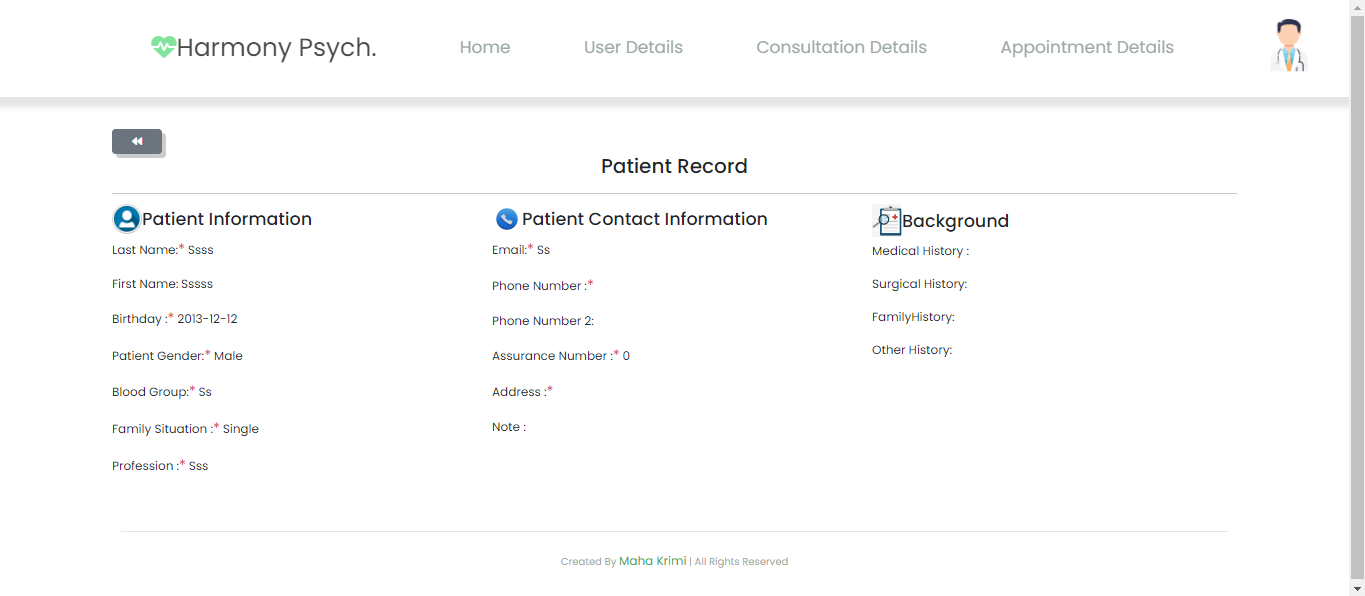 Harmony Psych.
Home
User Details
Consultation Details
Appointment Details
Patient Record
Patient Information
Last Name:* Ssss
First Name: Sssss
Birthday :* 2013-12-12
Patient Gender:* Male
Blood Group:* Ss
Family Situation :* Single
Profession :* Sss
Patient Contact Information
Email:* Ss
Phone Number :*
Phone Number 2:
Assurance Number :* 0
Address :*
Note :
Background
Medical History :
Surgical History:
FamilyHistory:
Other History:
Created By Maha Krimi | All Rights Reserved